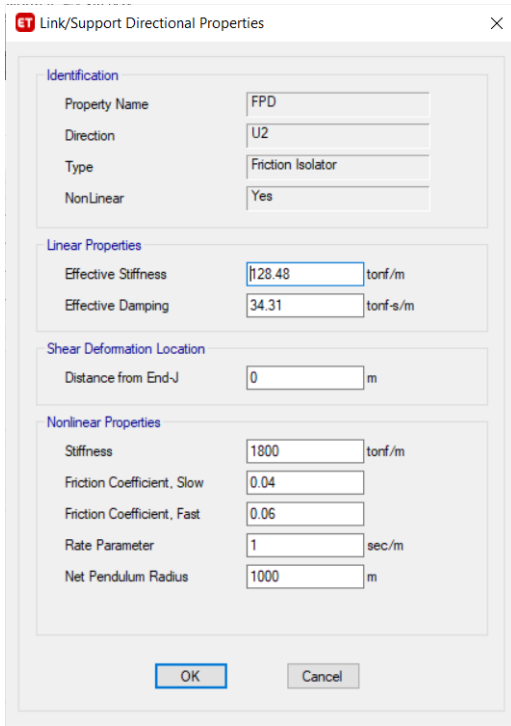 ET Link/Support Directional Properties
Identification
Property Name FPD
Direction U2
Type Friction Isolator
NonLinear Yes
Linear Properties
Effective Stiffness 128.48 tonf/m
Effective Damping 34.31 tonf-s/m
Shear Deformation Location
Distance from End-J 0 m
Nonlinear Properties
Stiffness 1800 tonf/m
Friction Coefficient, Slow 0.04
Friction Coefficient, Fast 0.06
Rate Parameter 1 sec/m
Net Pendulum Radius 1000 m
OK Cancel